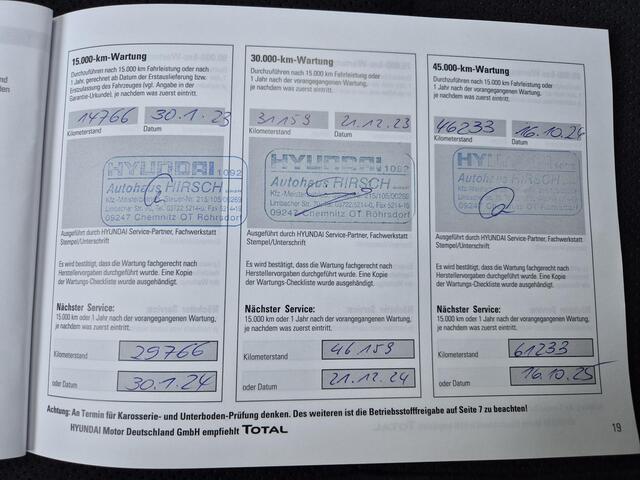 15.000-km-Wartung
Durchzuführen nach 15.000 km Fahrleistung oder nach
1 Jahr, gerechnet ab Datum der Erstauslieferung bzw.
Erstzulassung des Fahrzeuges (vgl. Angabe in der
Garantie-Urkunde), je nachdem was zuerst eintritt.
14766 30.1.23
Kilometerstand Datum
HYUNDAI 1092
Autohaus HIRSCH
Limbacher Str.
09247 Chemnitz OT Röhrsdorf
Ausgeführt durch HYUNDAI Service-Partner, Fachwerkstatt
Stempel/Unterschrift
Es wird bestätigt, dass die Wartung fachgerecht nach
Herstellervorgaben durchgeführt wurde. Eine Kopie
der Wartungs-Checkliste wurde ausgehändigt.
Nächster Service:
15.000 km oder 1 Jahr nach der vorangegangenen Wartung,
je nachdem was zuerst eintritt.
Kilometerstand 29766
oder Datum 30.1.24
30.000-km-Wartung
Durchzuführen nach 15.000 km Fahrleistung oder
1 Jahr nach der vorangegangenen Wartung,
je nachdem was zuerst eintritt.
31159 21.12.23
Kilometerstand Datum
HYUNDAI 1092
Autohaus HIRSCH
Limbacher Str.
09247 Chemnitz OT Röhrsdorf
Ausgeführt durch HYUNDAI Service-Partner, Fachwerkstatt
Stempel/Unterschrift
Es wird bestätigt, dass die Wartung fachgerecht nach
Herstellervorgaben durchgeführt wurde. Eine Kopie
der Wartungs-Checkliste wurde ausgehändigt.
Nächster Service:
15.000 km oder 1 Jahr nach der vorangegangenen Wartung,
je nachdem was zuerst eintritt.
Kilometerstand 46159
oder Datum 21.12.24
45.000-km-Wartung
Durchzuführen nach 15.000 km Fahrleistung oder
1 Jahr nach der vorangegangenen Wartung,
je nachdem was zuerst eintritt.
46233 16.10.24
Kilometerstand Datum
HYUNDAI
Autohaus HIRSCH
Limbacher Str.
09247 Chemnitz OT Röhrsdorf
Ausgeführt durch HYUNDAI Service-Partner, Fachwerkstatt
Stempel/Unterschrift
Es wird bestätigt, dass die Wartung fachgerecht nach
Herstellervorgaben durchgeführt wurde. Eine Kopie
der Wartungs-Checkliste wurde ausgehändigt.
Nächster Service:
15.000 km oder 1 Jahr nach der vorangegangenen Wartung,
je nachdem was zuerst eintritt.
Kilometerstand 61233
oder Datum 16.10.25
Achtung: An Termin für Karosserie- und Unterboden-Prüfung denken. Des weiteren ist die Betriebsstofffreigabe auf Seite 7 zu beachten!
HYUNDAI Motor Deutschland GmbH empfiehlt TOTAL
19